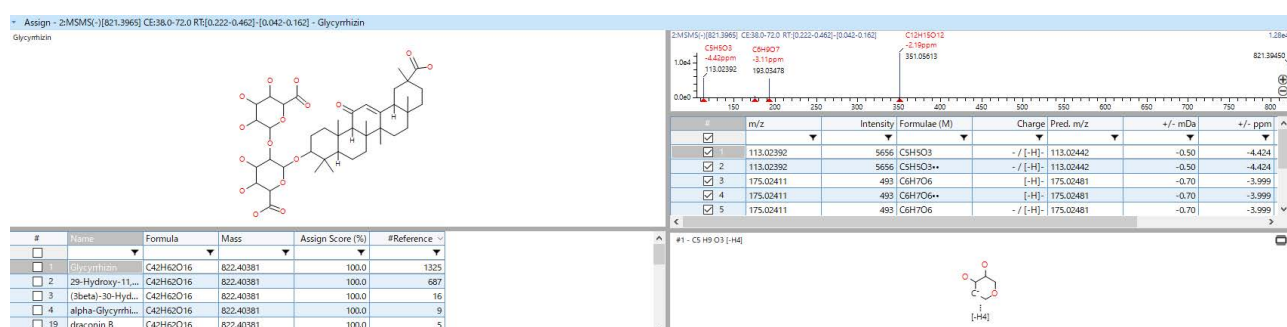 Assign - 2:MSMS(-)[821.3965] CE:38.0-72.0 RT:[0.222-0.462]-[0.042-0.162] - Glycyrrhizin
Glycyrrhizin
2:MSMS(-)[821.3965] CE:38.0-72.0 RT:[0.222-0.462]-[0.042-0.162]
1.28e4
C5H5O3
-4.42ppm
113.02392
C6H9O7
-3.11ppm
193.03478
C12H15O12
-2.19ppm
351.05613
821.39450
1.0e4
0.0e0
150 200 250 300 350 400 450 500 550 600 650 700 750 800
# m/z Intensity Formulae (M) Charge Pred. m/z +/- mDa +/- ppm
1 113.02392 5656 C5H5O3 - / [-H]- 113.02442 -0.50 -4.424
2 113.02392 5656 C5H5O3•• - / [-H]- 113.02442 -0.50 -4.424
3 175.02411 493 C6H7O6 [-H]- 175.02481 -0.70 -3.999
4 175.02411 493 C6H7O6•• [-H]- 175.02481 -0.70 -3.999
5 175.02411 493 C6H7O6 - / [-H]- 175.02481 -0.70 -3.999
# Name Formula Mass Assign Score (%) #Reference
1 Glycyrrhizin C42H62O16 822.40381 100.0 1325
2 29-Hydroxy-11,... C42H62O16 822.40381 100.0 687
3 (3beta)-30-Hyd... C42H62O16 822.40381 100.0 16
4 alpha-Glycyrrhi... C42H62O16 822.40381 100.0 9
19 draconin B C42H62O16 822.40381 100.0 5
#1 - C5 H9 O3 [-H4]
O
O
C-
O
[-H4]